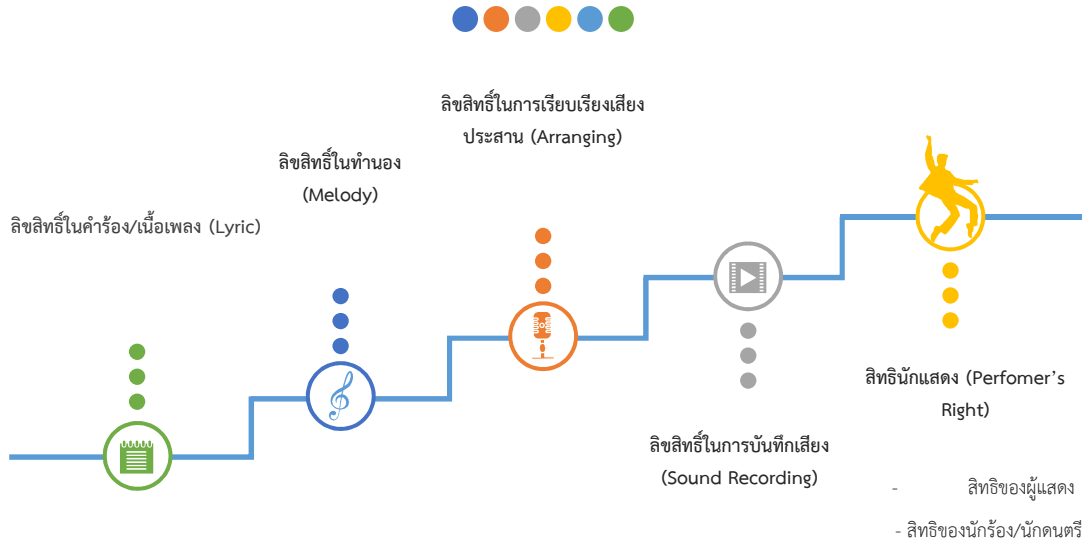 ลิขสิทธิ์ในคำร้อง/เนื้อเพลง (Lyric)
ลิขสิทธิ์ในทำนอง
(Melody)
ลิขสิทธิ์ในการเรียบเรียงเสียง
ประสาน (Arranging)
ลิขสิทธิ์ในการบันทึกเสียง
(Sound Recording)
สิทธินักแสดง (Perfomer’s
Right)
- สิทธิของผู้แสดง
- สิทธิของนักร้อง/นักดนตรี